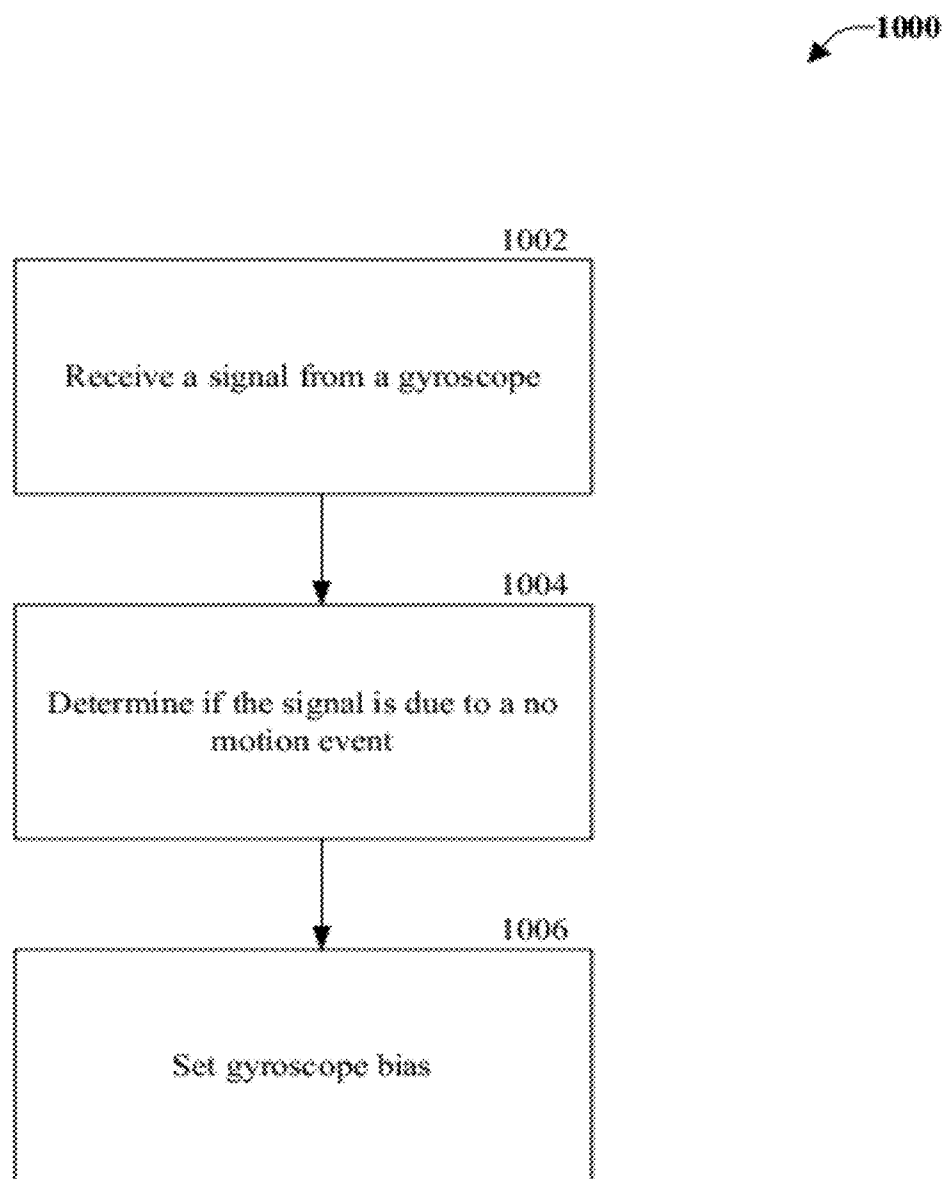 1000
1002
Receive a signal from a gyroscope
1004
Determine if the signal is due to a no
motion event
1006
Set gyroscope bias